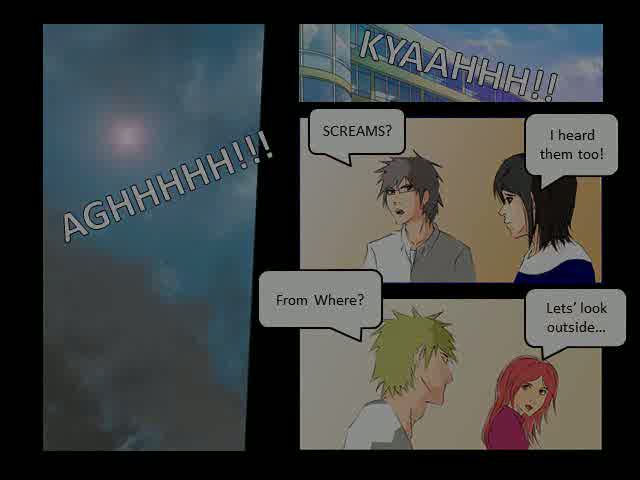 AGHHHHH!!!
KYAAHHH!!
SCREAMS?
I heard
them too!
From Where?
Lets' look
outside...